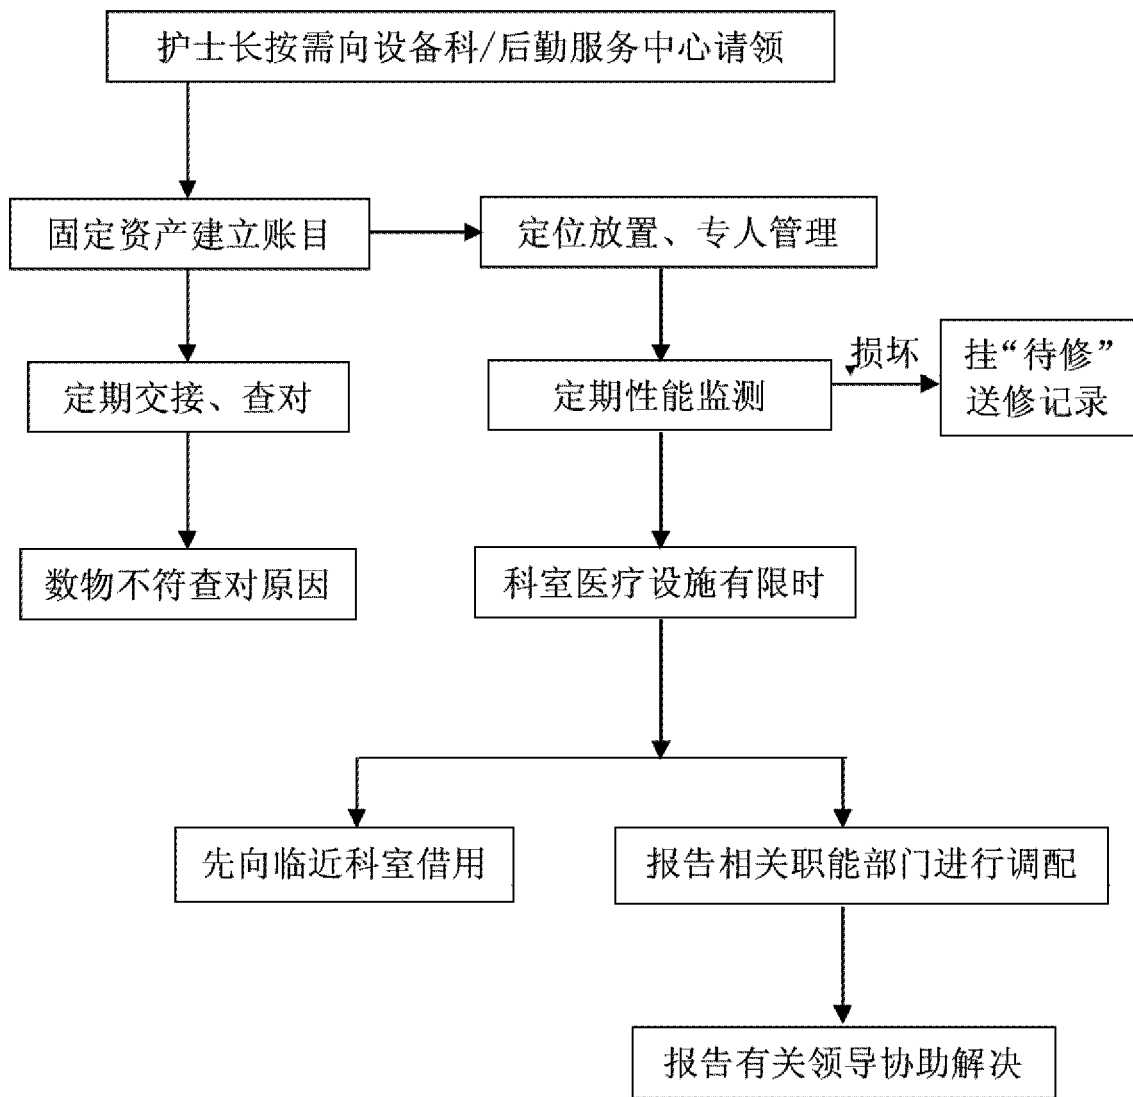 护士长按需向设备科/后勤服务中心请领
固定资产建立账目
定位放置、专人管理
损坏
挂“待修”
送修记录
定期交接、查对
定期性能监测
数物不符查对原因
科室医疗设施有限时
先向临近科室借用
报告相关职能部门进行调配
报告有关领导协助解决